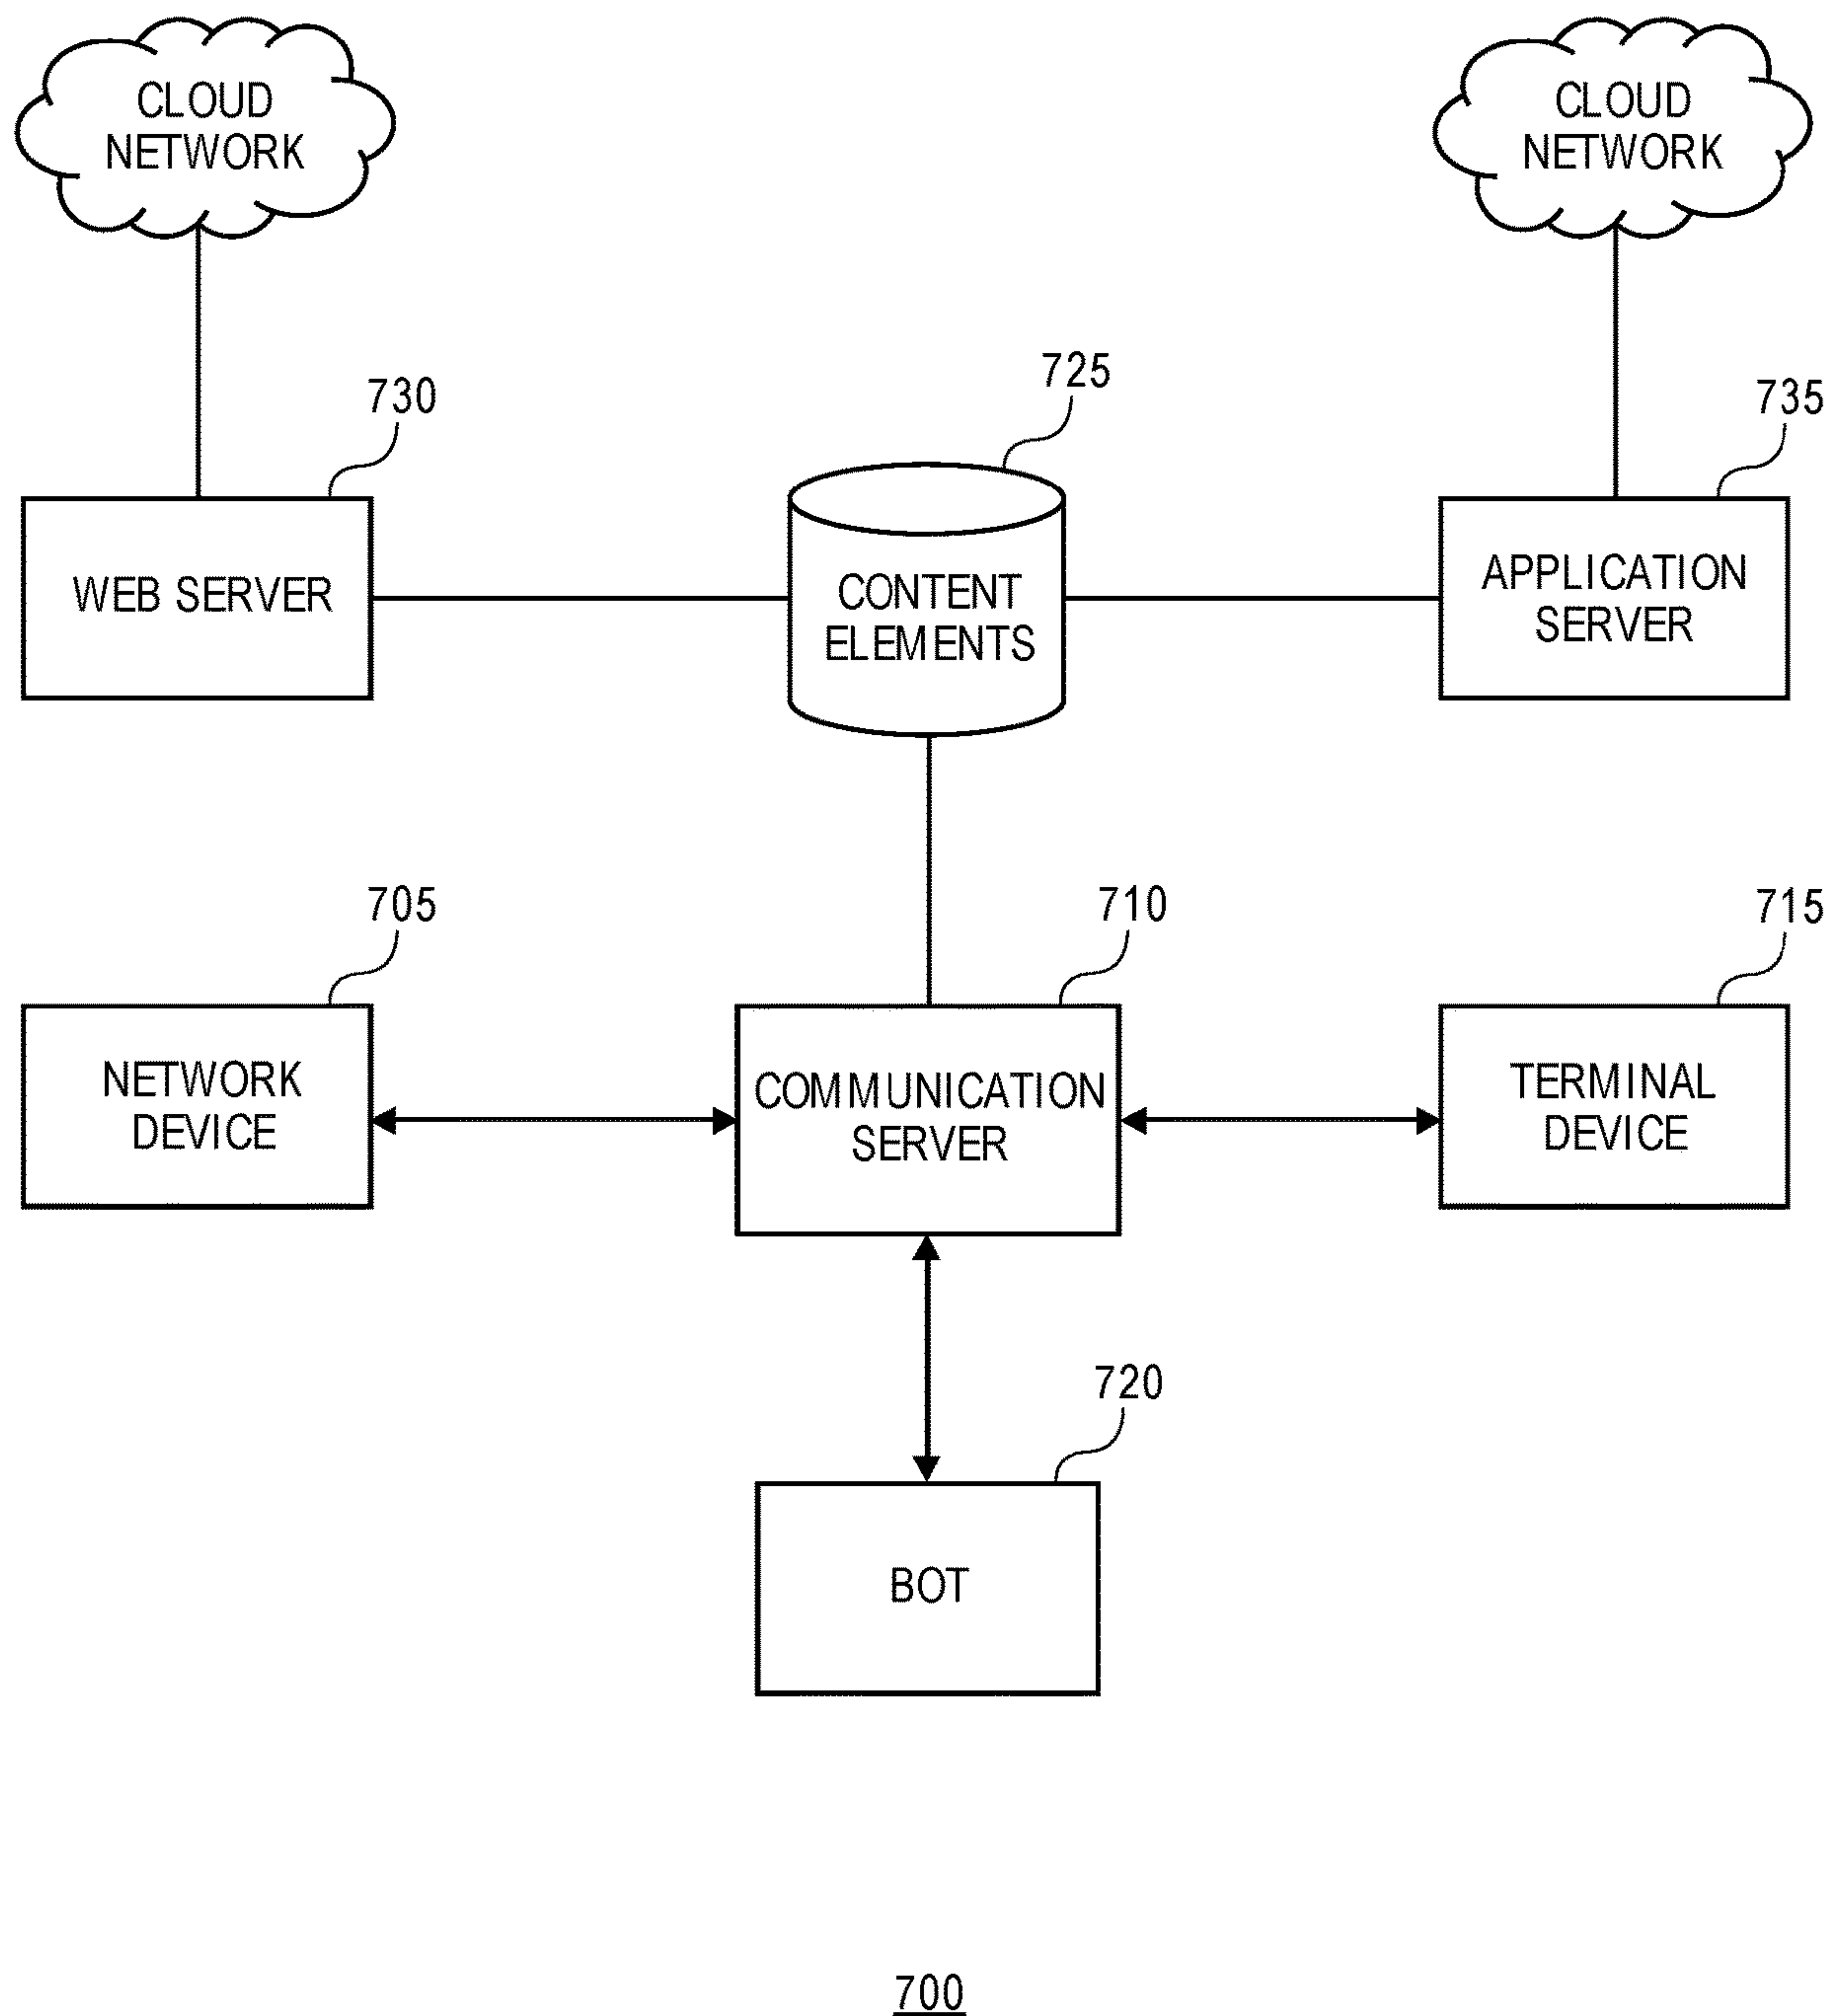 CLOUD
NETWORK
CLOUD
NETWORK
725
730
735
WEB SERVER
CONTENT
ELEMENTS
APPLICATION
SERVER
705
710
715
NETWORK
DEVICE
COMMUNICATION
SERVER
TERMINAL
DEVICE
720
BOT
700